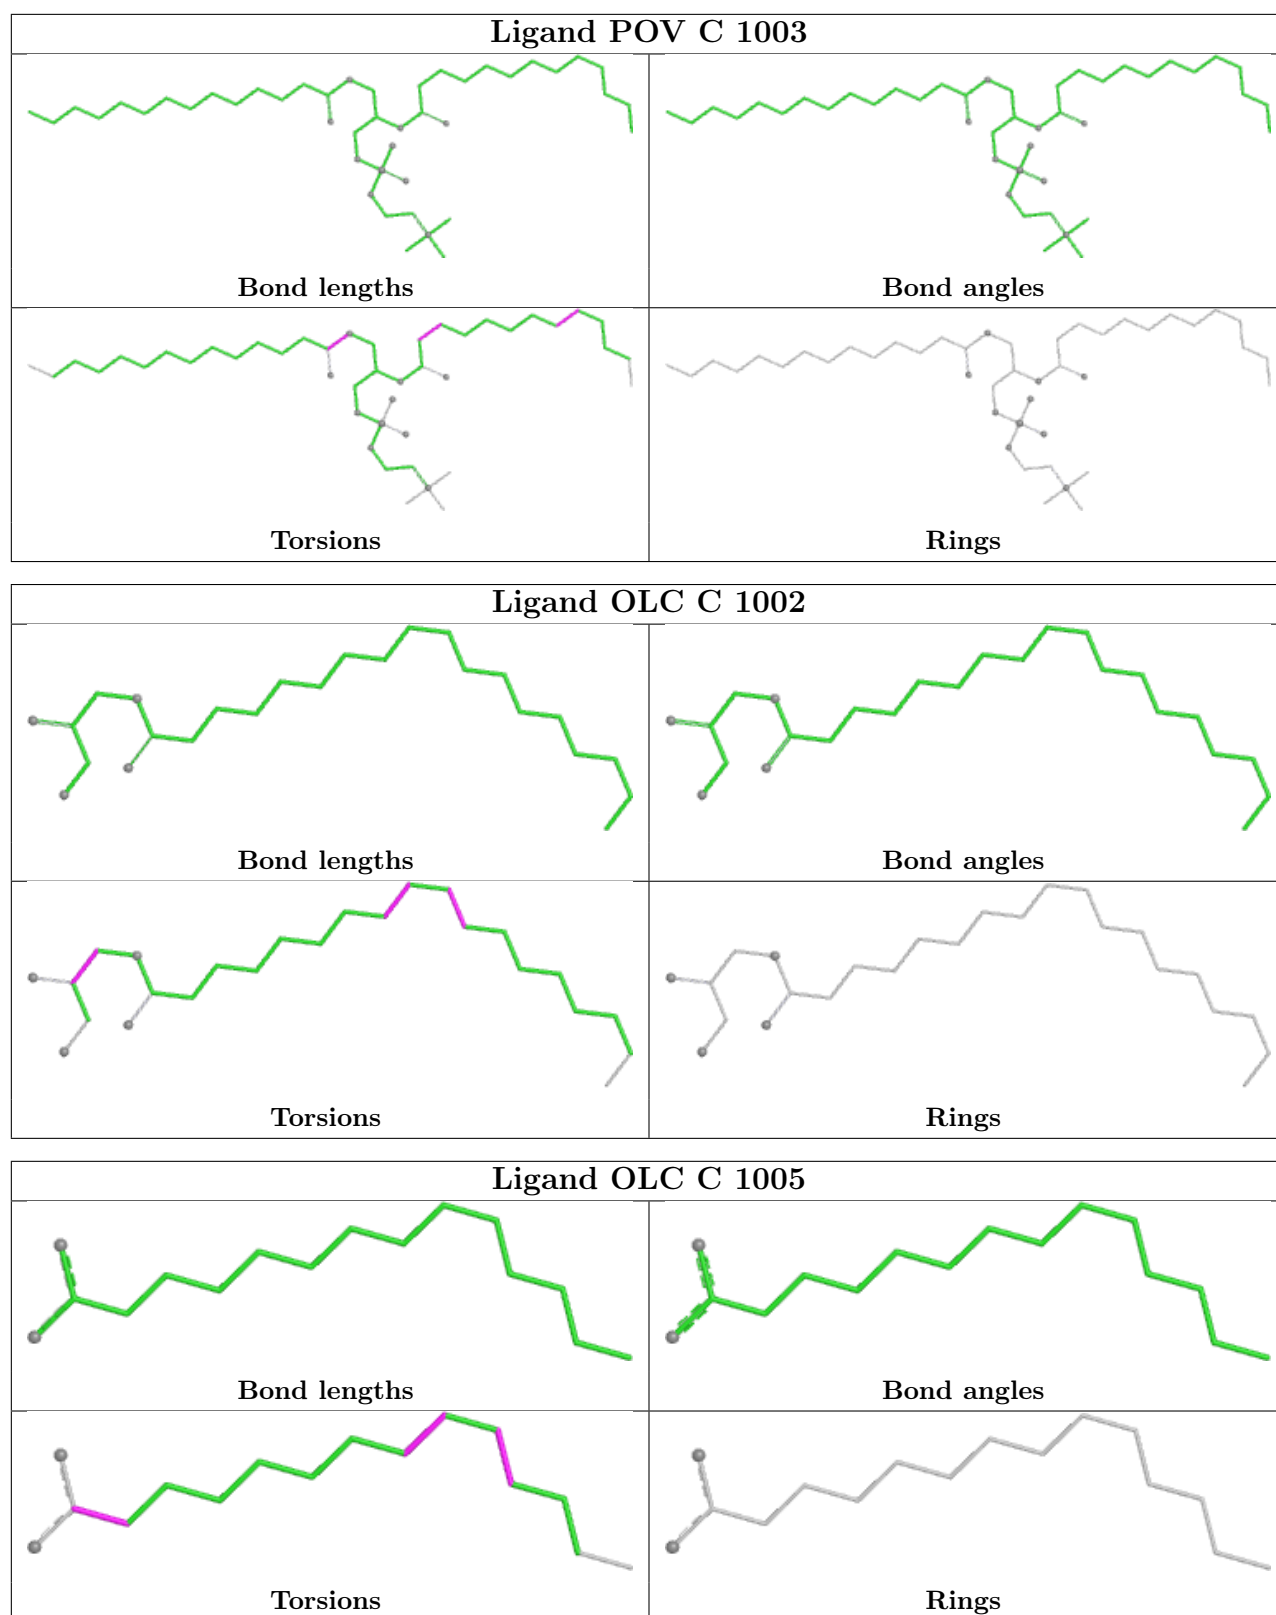 Ligand POV C 1003
Bond lengths
Bond angles
Torsions
Rings
Ligand OLC C 1002
Bond lengths
Bond angles
Torsions
Rings
Ligand OLC C 1005
Bond lengths
Bond angles
Torsions
Rings